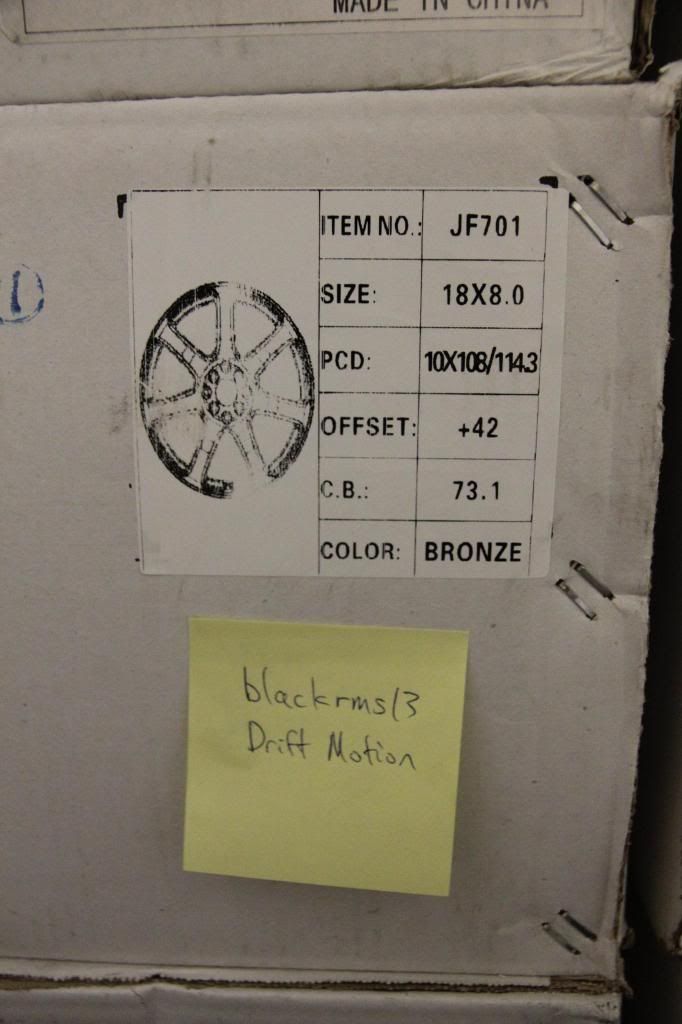 MADE IN CHINA
ITEM NO.: JF701
SIZE: 18X8.0
PCD: 10X108/114.3
OFFSET: +42
C.B.: 73.1
COLOR: BRONZE
1
blackrms13
Drift Motion